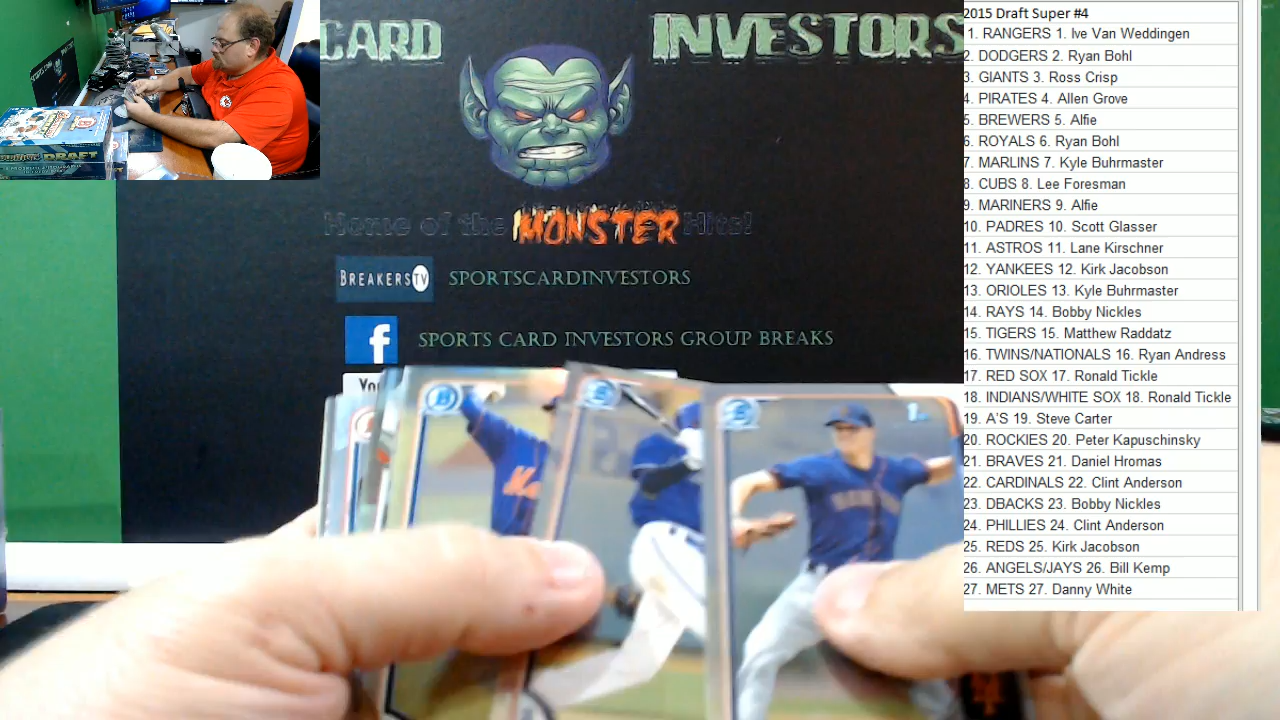 CARD INVESTORS
Home of the MONSTER Hits!
BREAKERS TV SPORTSCARDINVESTORS
f SPORTS CARD INVESTORS GROUP BREAKS
You
DRAFT
B
B
B
1st
2015 Draft Super #4
1. RANGERS 1. Ive Van Weddingen
2. DODGERS 2. Ryan Bohl
3. GIANTS 3. Ross Crisp
4. PIRATES 4. Allen Grove
5. BREWERS 5. Alfie
6. ROYALS 6. Ryan Bohl
7. MARLINS 7. Kyle Buhrmaster
8. CUBS 8. Lee Foresman
9. MARINERS 9. Alfie
10. PADRES 10. Scott Glasser
11. ASTROS 11. Lane Kirschner
12. YANKEES 12. Kirk Jacobson
13. ORIOLES 13. Kyle Buhrmaster
14. RAYS 14. Bobby Nickles
15. TIGERS 15. Matthew Raddatz
16. TWINS/NATIONALS 16. Ryan Andress
17. RED SOX 17. Ronald Tickle
18. INDIANS/WHITE SOX 18. Ronald Tickle
19. A'S 19. Steve Carter
20. ROCKIES 20. Peter Kapuschinsky
21. BRAVES 21. Daniel Hromas
22. CARDINALS 22. Clint Anderson
23. DBACKS 23. Bobby Nickles
24. PHILLIES 24. Clint Anderson
25. REDS 25. Kirk Jacobson
26. ANGELS/JAYS 26. Bill Kemp
27. METS 27. Danny White